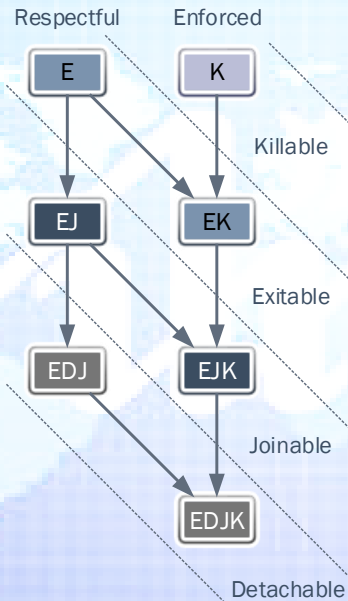 Respectful Enforced
E K
Killable
EJ EK
Exitable
EDJ EJK
Joinable
EDJK
Detachable